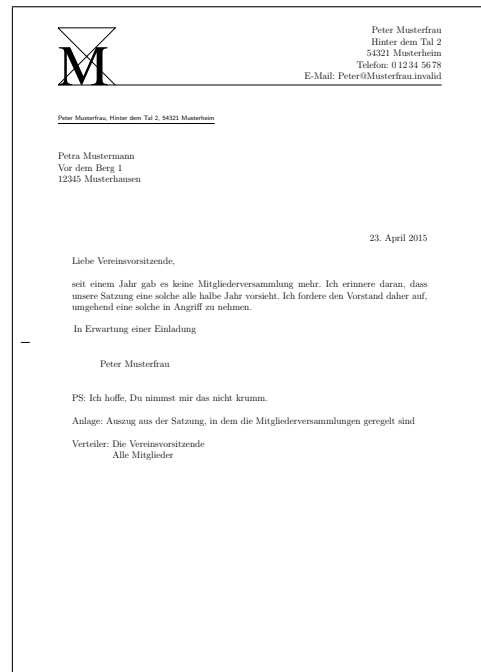 M
Peter Musterfrau
Hinter dem Tal 2
54321 Musterheim
Telefon: 0 12 34 56 78
E-Mail: Peter@Musterfrau.invalid
Peter Musterfrau, Hinter dem Tal 2, 54321 Musterheim
Petra Mustermann
Vor dem Berg 1
12345 Musterhausen
23. April 2015
Liebe Vereinsvorsitzende,
seit einem Jahr gab es keine Mitgliederversammlung mehr. Ich erinnere daran, dass
unsere Satzung eine solche alle halbe Jahr vorsieht. Ich fordere den Vorstand daher auf,
umgehend eine solche in Angriff zu nehmen.
In Erwartung einer Einladung
Peter Musterfrau
PS: Ich hoffe, Du nimmst mir das nicht krumm.
Anlage: Auszug aus der Satzung, in dem die Mitgliederversammlungen geregelt sind
Verteiler: Die Vereinsvorsitzende
Alle Mitglieder